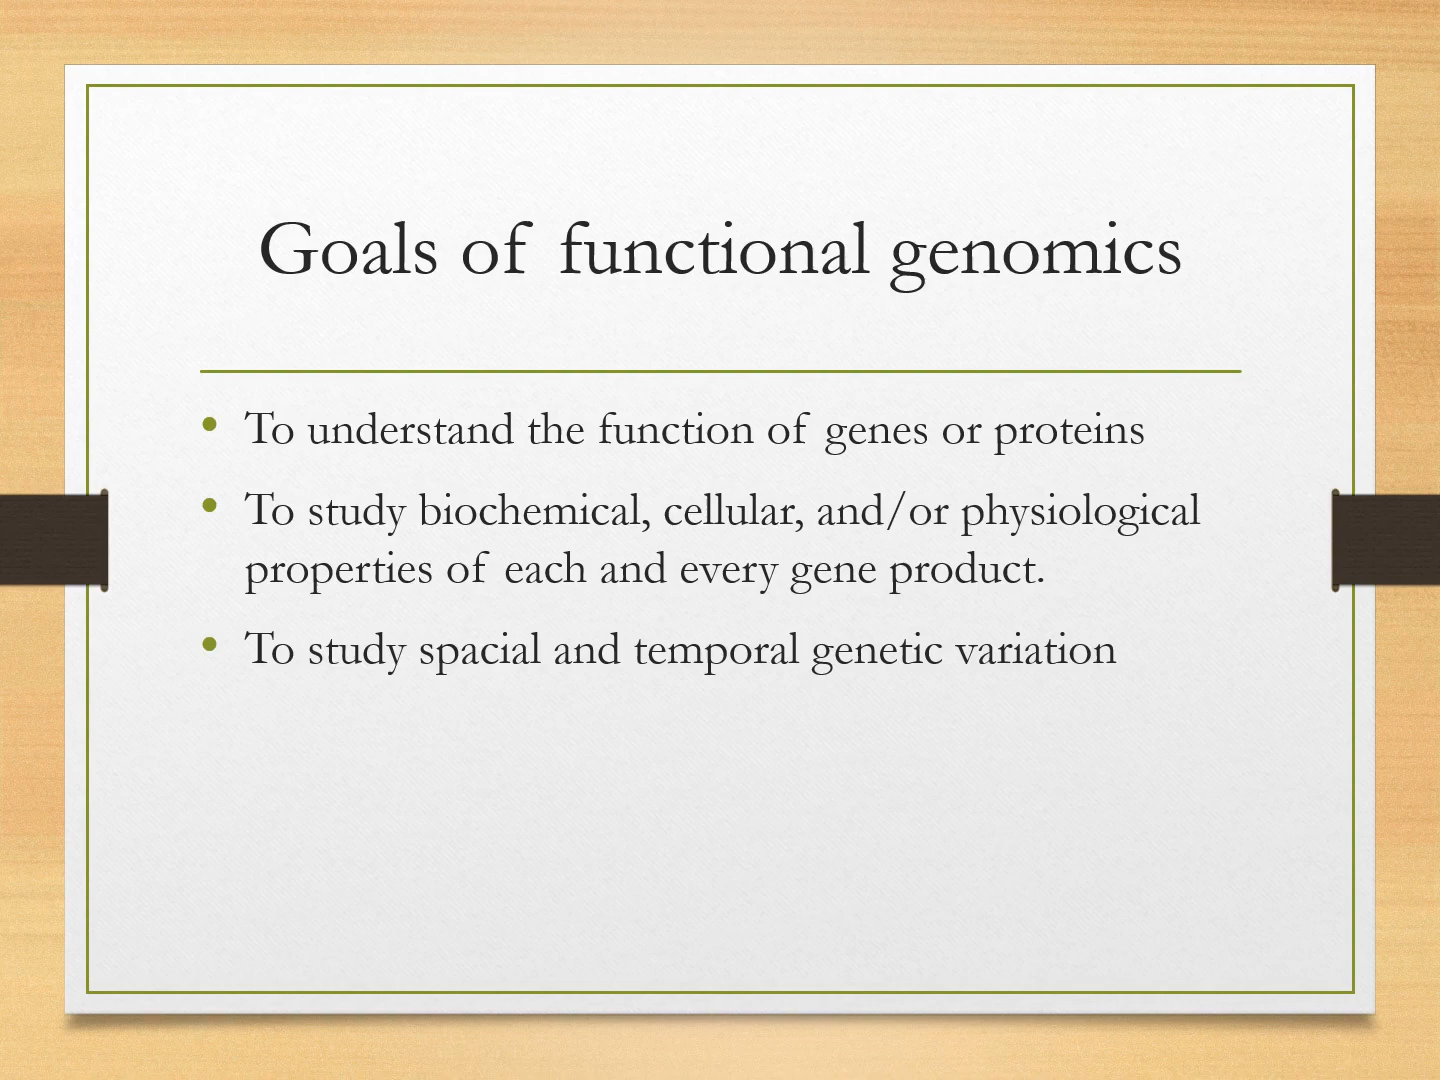 Goals of functional genomics
• To understand the function of genes or proteins
• To study biochemical, cellular, and/or physiological
properties of each and every gene product.
• To study spacial and temporal genetic variation